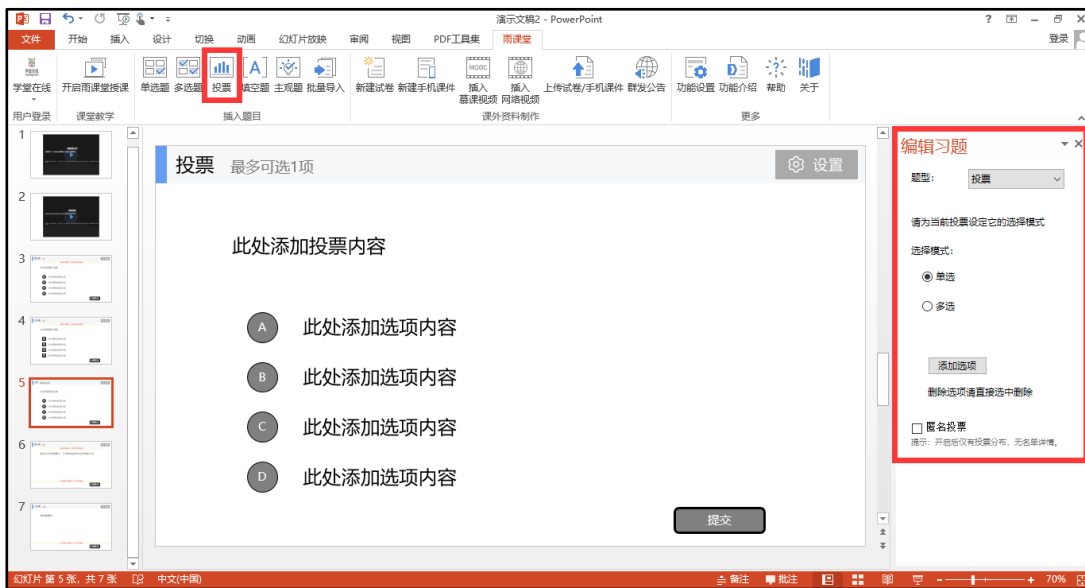 演示文稿2 - PowerPoint
文件 开始 插入 设计 切换 动画 幻灯片放映 审阅 视图 PDF工具集 雨课堂 登录
学堂在线 开启雨课堂授课 单选题 多选题 投票 填空题 主观题 批量导入 新建试卷 新建手机课件 插入 慕课视频 插入 网络视频 上传试卷/手机课件 群发公告 功能设置 功能介绍 帮助 关于
用户登录 课堂教学 插入题目 课外资料制作 更多
1
2
3
4
5
6
7
投票 最多可选1项
设置
此处添加投票内容
A 此处添加选项内容
B 此处添加选项内容
C 此处添加选项内容
D 此处添加选项内容
提交
编辑习题
题型: 投票
请为当前投票设定它的选择模式
选择模式:
单选
多选
添加选项
删除选项请直接选中删除
匿名投票
提示: 开启后仅有投票分布，无名单详情。
幻灯片 第 5 张，共 7 张 中文(中国) 备注 批注 70%